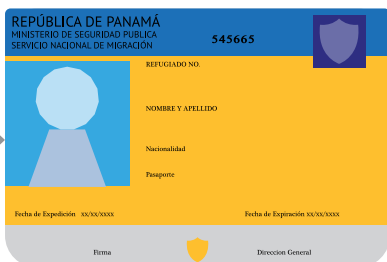 REPÚBLICA DE PANAMÁ
MINISTERIO DE SEGURIDAD PUBLICA
SERVICIO NACIONAL DE MIGRACIÓN
545665
REFUGIADO NO.
NOMBRE Y APELLIDO
Nacionalidad
Pasaporte
Fecha de Expedición xx/xx/xxxx
Fecha de Expiración xx/xx/xxxx
Firma
Direccion General